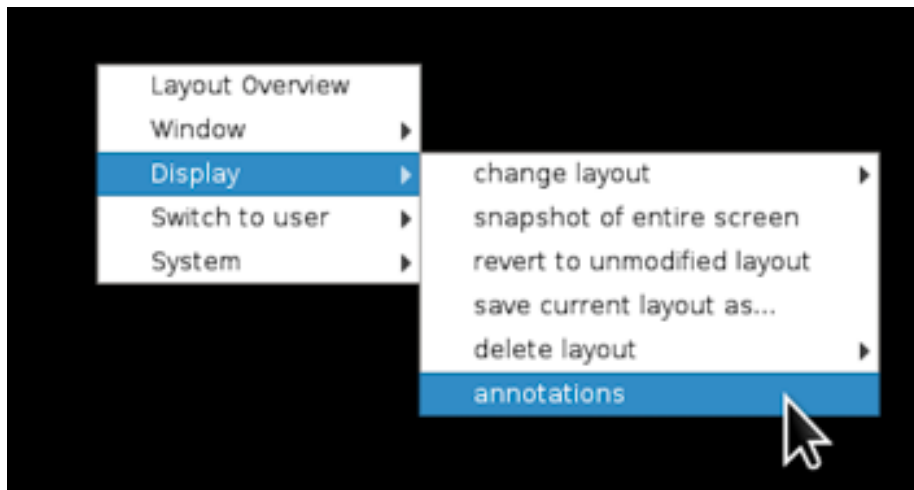 Layout Overview
Window
Display
Switch to user
System
change layout
snapshot of entire screen
revert to unmodified layout
save current layout as...
delete layout
annotations